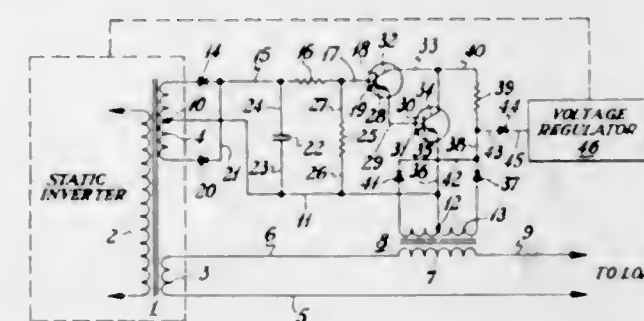 14 15 16 17 18 32 33 40
10 24 27 19 28 30 34 39
4 22 25 44
21 23 29 31 35 38 43 45
VOLTAGE
REGULATOR
46
STATIC
INVERTER
20 26 41 36 42 37
2 11 12 13
6 8 7 9
3
1 5
TO LOA